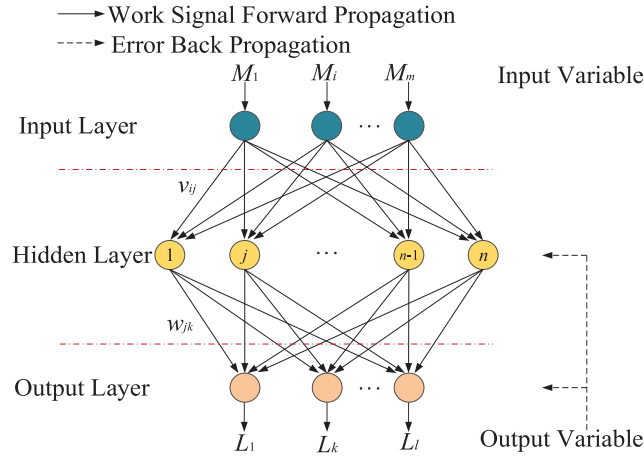 Work Signal Forward Propagation
Error Back Propagation
M1 Mi Mm Input Variable
Input Layer ...
vij
Hidden Layer 1 j ... n-1 n
wjk
Output Layer ...
L1 Lk Ll Output Variable